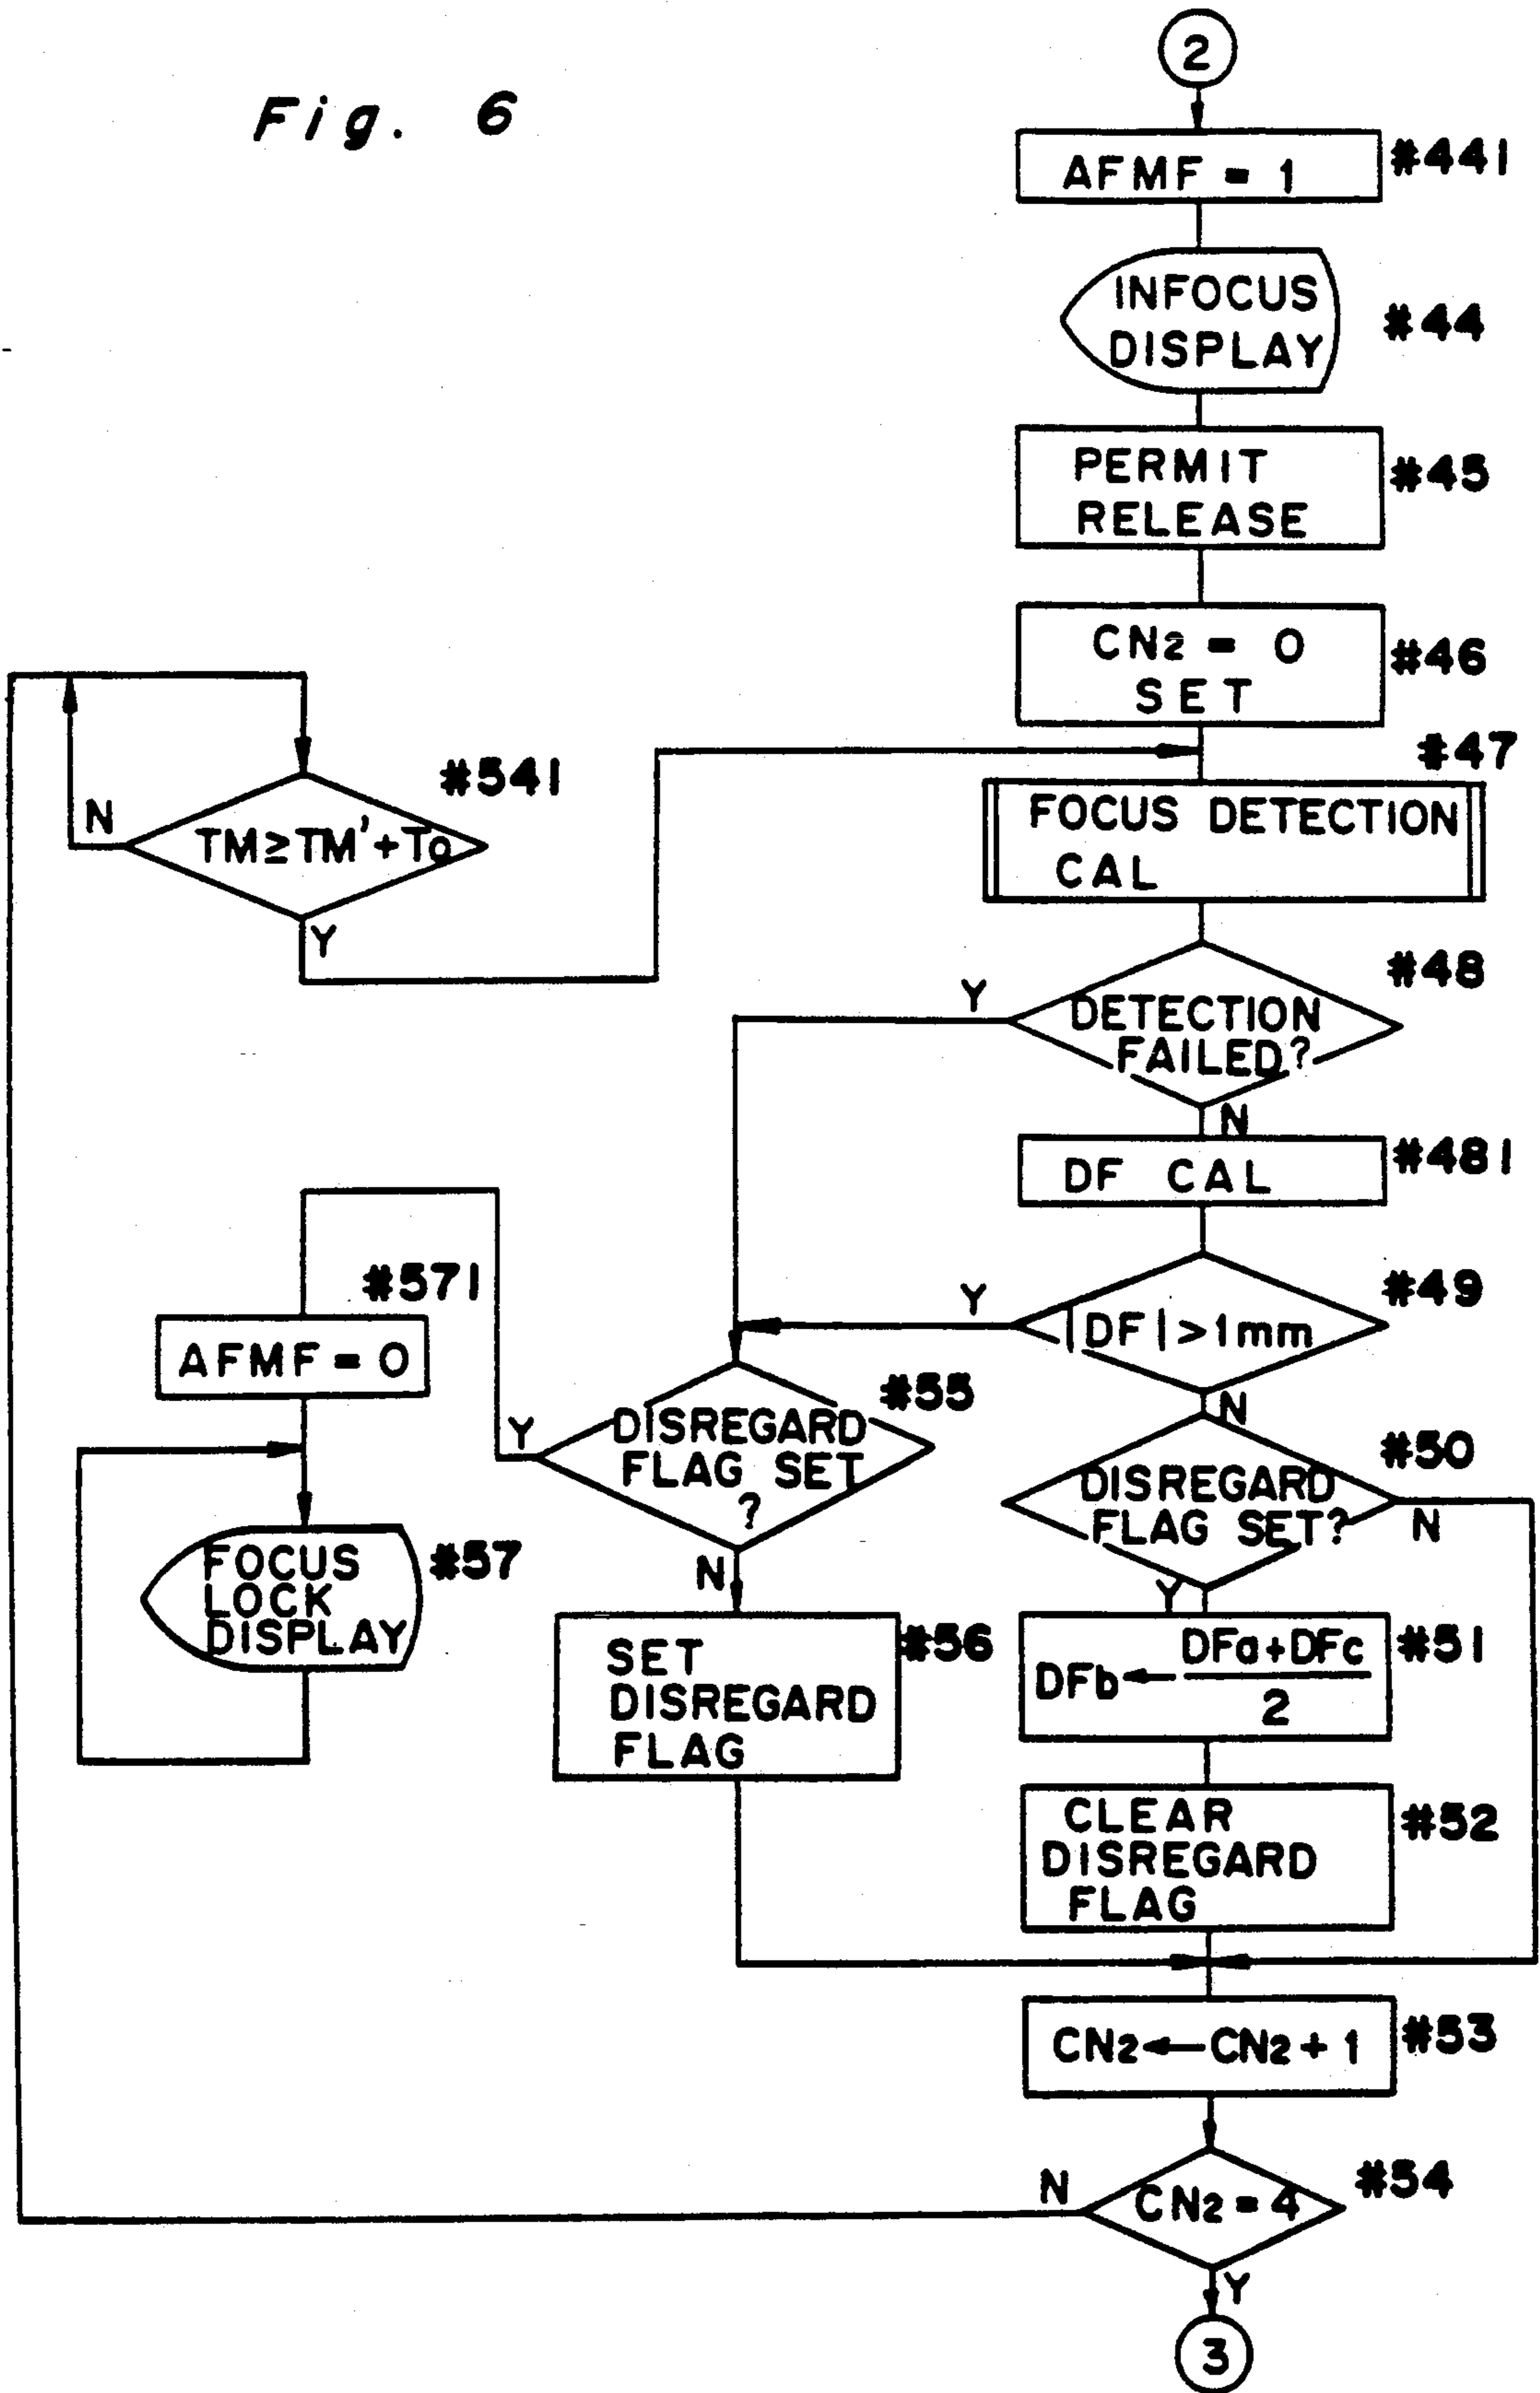 Fig. 6
2
AFMF = 1
#441
INFOCUS
DISPLAY
#44
PERMIT
RELEASE
#45
CN2 = 0
SET
#46
#541
N
TM≥TM'+To
Y
#47
FOCUS DETECTION
CAL
#48
Y
DETECTION
FAILED?
N
DF CAL
#481
#49
Y
|DF|>1mm
N
#571
AFMF=0
#55
Y
DISREGARD
FLAG SET
?
N
#50
DISREGARD
FLAG SET?
N
Y
FOCUS
LOCK
DISPLAY
#57
SET
DISREGARD
FLAG
#56
DFb←DFa+DFc
2
#51
CLEAR
DISREGARD
FLAG
#52
CN2←CN2+1
#53
N
CN2=4
#54
Y
3